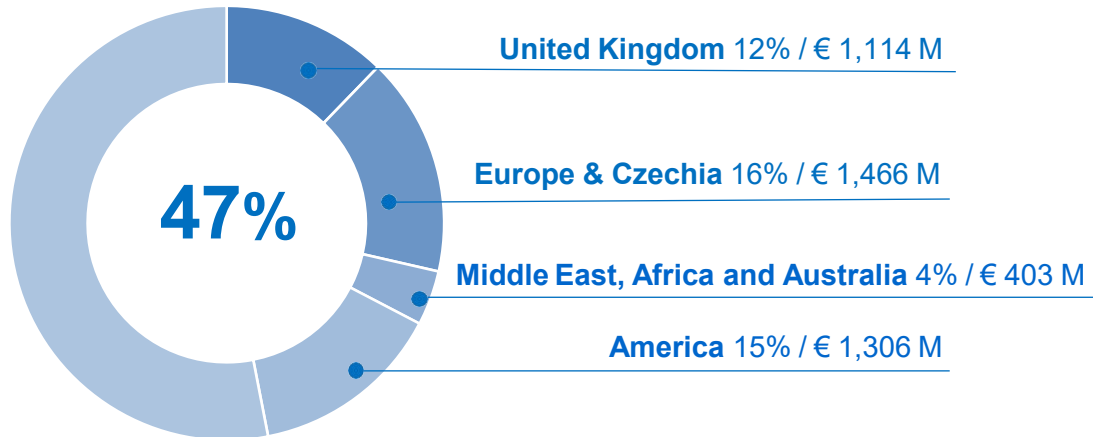 United Kingdom 12% / € 1,114 M
Europe & Czechia 16% / € 1,466 M
47%
Middle East, Africa and Australia 4% / € 403 M
America 15% / € 1,306 M